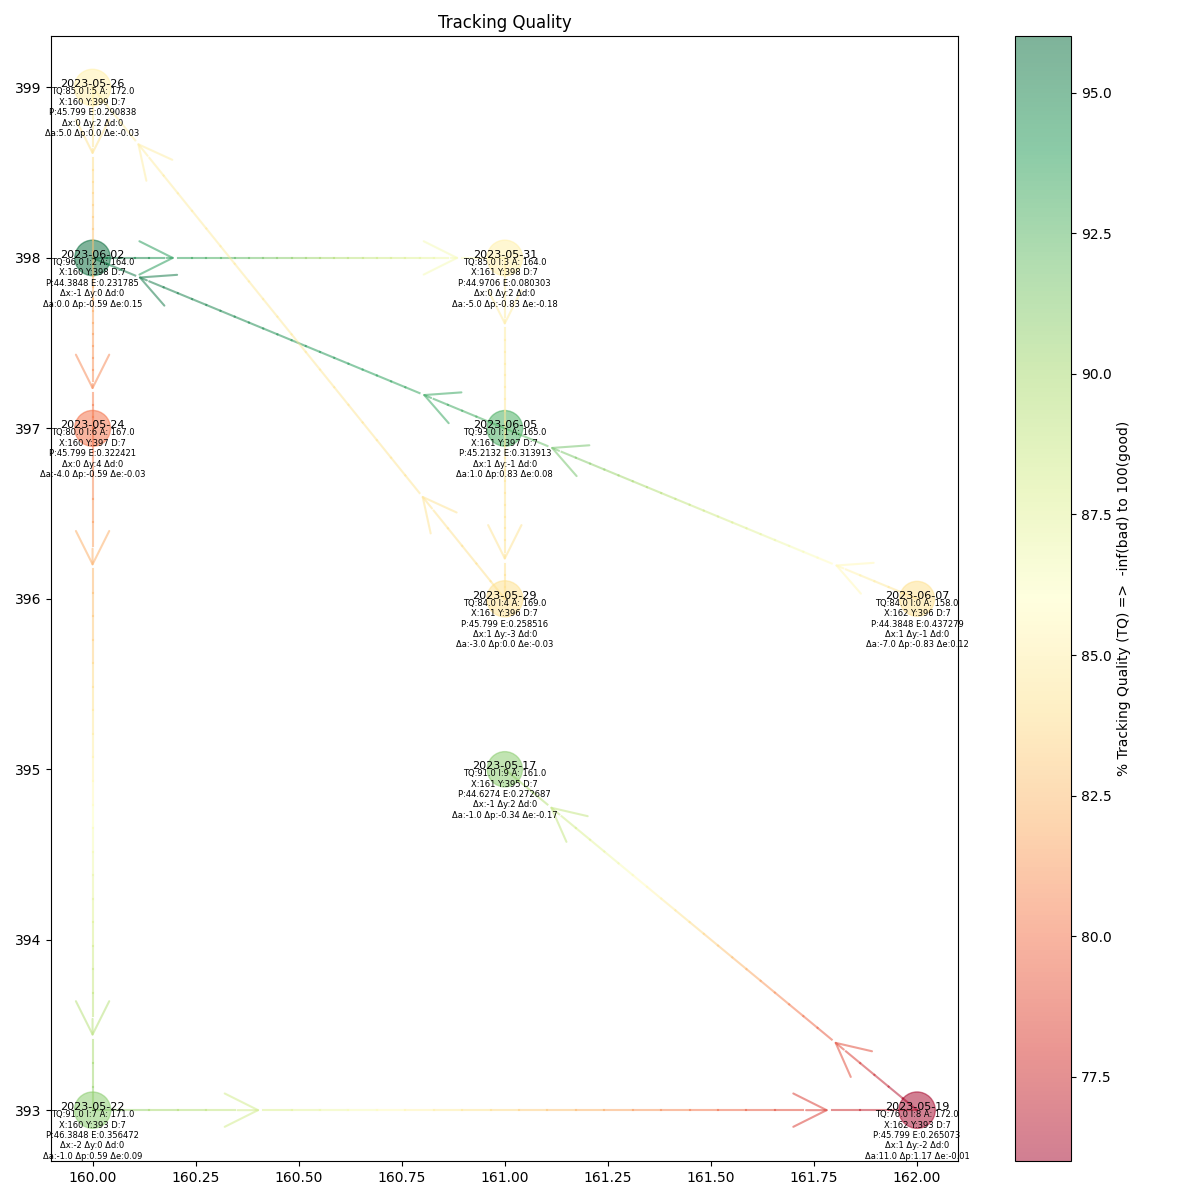 Tracking Quality
399
398
397
396
395
394
393
160.00
160.25
160.50
160.75
161.00
161.25
161.50
161.75
162.00
2023-05-26
TQ:85.0 I:5 A: 172.0
X:160 Y:399 D:7
P:45.799 E:0.290838
Δx:0 Δy:2 Δd:0
Δa:5.0 Δp:0.0 Δe:-0.03
2023-06-02
TQ:96.0 I:2 A: 164.0
X:160 Y:398 D:7
P:44.3848 E:0.231785
Δx:-1 Δy:0 Δd:0
Δa:0.0 Δp:-0.59 Δe:0.15
2023-05-31
TQ:85.0 I:3 A: 164.0
X:161 Y:398 D:7
P:44.9706 E:0.080303
Δx:0 Δy:2 Δd:0
Δa:-5.0 Δp:-0.83 Δe:-0.18
2023-05-24
TQ:80.0 I:6 A: 167.0
X:160 Y:397 D:7
P:45.799 E:0.322421
Δx:0 Δy:4 Δd:0
Δa:-4.0 Δp:-0.59 Δe:-0.03
2023-06-05
TQ:93.0 I:1 A: 165.0
X:161 Y:397 D:7
P:45.2132 E:0.313913
Δx:1 Δy:-1 Δd:0
Δa:1.0 Δp:0.83 Δe:0.08
2023-05-29
TQ:84.0 I:4 A: 169.0
X:161 Y:396 D:7
P:45.799 E:0.258516
Δx:1 Δy:-3 Δd:0
Δa:-3.0 Δp:0.0 Δe:-0.03
2023-06-07
TQ:84.0 I:0 A: 158.0
X:162 Y:396 D:7
P:44.3848 E:0.437279
Δx:1 Δy:-1 Δd:0
Δa:-7.0 Δp:-0.83 Δe:0.12
2023-05-17
TQ:91.0 I:9 A: 161.0
X:161 Y:395 D:7
P:44.6274 E:0.272687
Δx:-1 Δy:2 Δd:0
Δa:-1.0 Δp:-0.34 Δe:-0.17
2023-05-22
TQ:91.0 I:7 A: 171.0
X:160 Y:393 D:7
P:46.3848 E:0.356472
Δx:-2 Δy:0 Δd:0
Δa:-1.0 Δp:0.59 Δe:0.09
2023-05-19
TQ:76.0 I:8 A: 172.0
X:162 Y:393 D:7
P:45.799 E:0.265073
Δx:1 Δy:-2 Δd:0
Δa:11.0 Δp:1.17 Δe:-0.01
95.0
92.5
90.0
87.5
85.0
82.5
80.0
77.5
% Tracking Quality (TQ) => -inf(bad) to 100(good)